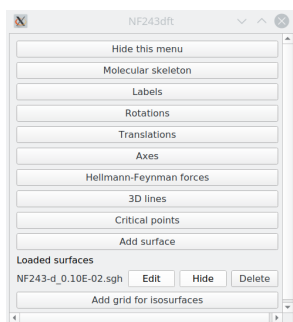 NF243dft
Hide this menu
Molecular skeleton
Labels
Rotations
Translations
Axes
Hellmann-Feynman forces
3D lines
Critical points
Add surface
Loaded surfaces
NF243-d_0.10E-02.sgh Edit Hide Delete
Add grid for isosurfaces